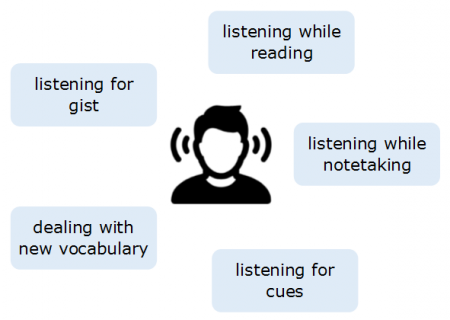 listening while
reading
listening for
gist
listening while
notetaking
dealing with
new vocabulary
listening for
cues